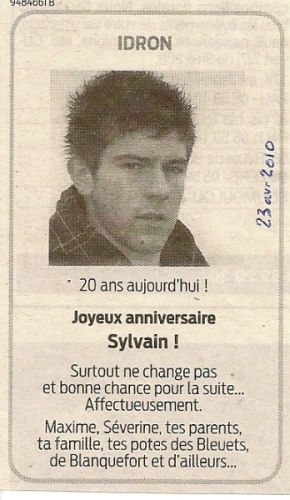 9484661B
IDRON
23 avr 2010
20 ans aujourd'hui !
Joyeux anniversaire
Sylvain !
Surtout ne change pas
et bonne chance pour la suite...
Affectueusement.
Maxime, Séverine, tes parents,
ta famille, tes potes des Bleuets,
de Blanquefort et d'ailleurs...